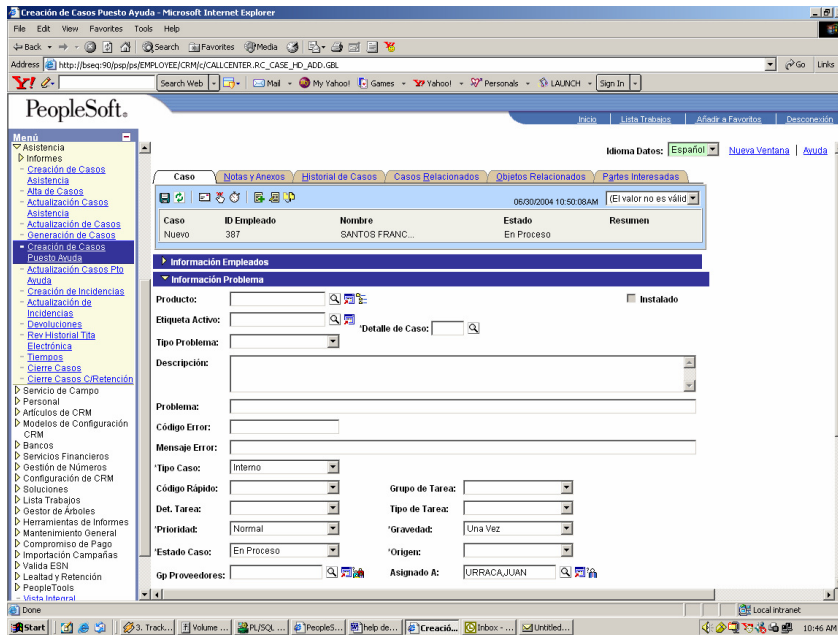 Creación de Casos Puesto Ayuda - Microsoft Internet Explorer
File Edit View Favorites Tools Help
Back Search Favorites Media
Address http://bseq:90/psp/ps/EMPLOYEE/CRM/c/CALLCENTER.RC_CASE_HD_ADD.GBL Go Links
Y! Search Web Mail My Yahoo! Games Yahoo! Personals LAUNCH Sign In
PeopleSoft.
Inicio Lista Trabajos Añadir a Favoritos Desconexión
Menú
Asistencia
Informes
Creación de Casos
Asistencia
Alta de Casos
Actualización Casos
Asistencia
Actualización de Casos
Generación de Casos
Creación de Casos
Puesto Ayuda
Actualización Casos Pto
Ayuda
Creación de Incidencias
Actualización de
Incidencias
Devoluciones
Rev Historial Tita
Electrónica
Tiempos
Cierre Casos
Cierre Casos C/Retención
Servicio de Campo
Personal
Artículos de CRM
Modelos de Configuración
CRM
Bancos
Servicios Financieros
Gestión de Números
Configuración de CRM
Soluciones
Lista Trabajos
Gestor de Árboles
Herramientas de Informes
Mantenimiento General
Compromiso de Pago
Importación Campañas
Valida ESN
Lealtad y Retención
PeopleTools
Vista Integral
Idioma Datos: Español Nueva Ventana Ayuda
Caso Notas y Anexos Historial de Casos Casos Relacionados Objetos Relacionados Partes Interesadas
06/30/2004 10:50:08AM (El valor no es válid
Caso ID Empleado Nombre Estado Resumen
Nuevo 387 SANTOS FRANC... En Proceso
Información Empleados
Información Problema
Producto: Instalado
Etiqueta Activo: *Detalle de Caso:
Tipo Problema:
Descripción:
Problema:
Código Error:
Mensaje Error:
*Tipo Caso: Interno
Código Rápido: Grupo de Tarea:
Det. Tarea: Tipo de Tarea:
*Prioridad: Normal *Gravedad: Una Vez
*Estado Caso: En Proceso *Origen:
Gp Proveedores: Asignado A: URRACA,JUAN
Done Local intranet
Start 3. Track... Volume ... PL/SQL ... PeopleS... help de... Creació... Inbox - ... Untitled... 10:46 AM